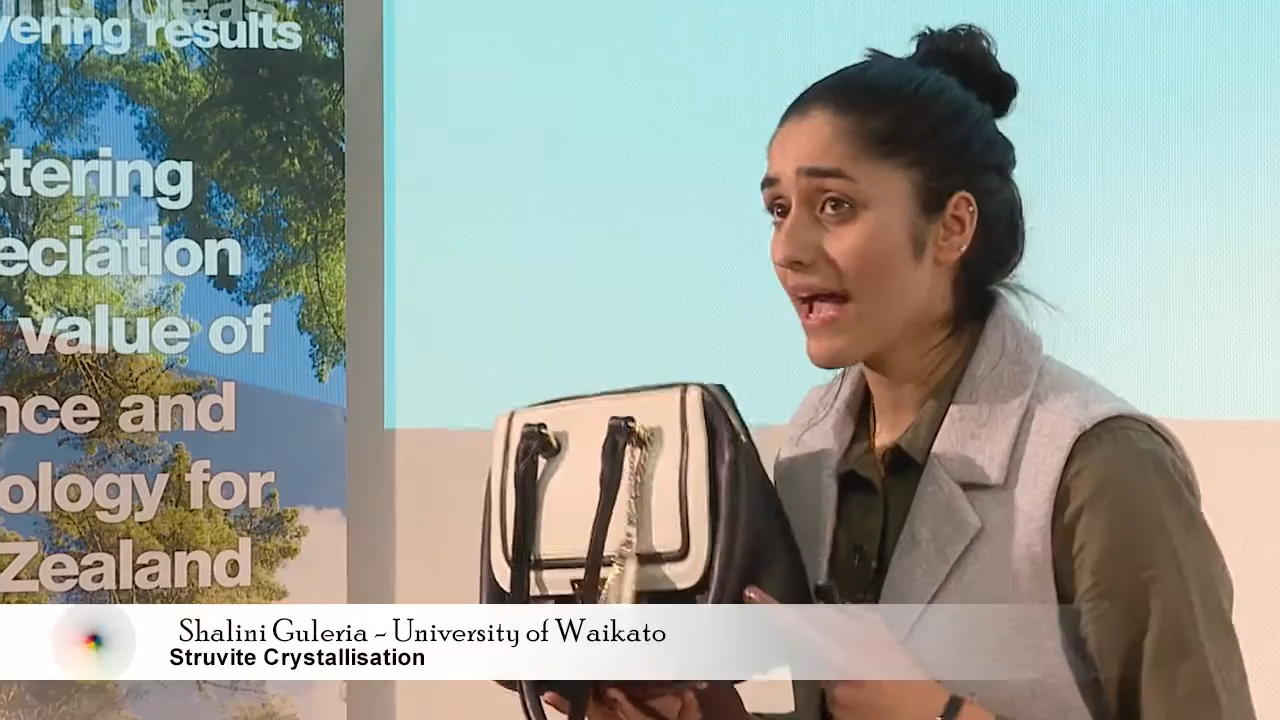 vering results
stering
eciation
value of
nce and
ology for
Zealand
Shalini Guleria - University of Waikato
Struvite Crystallisation